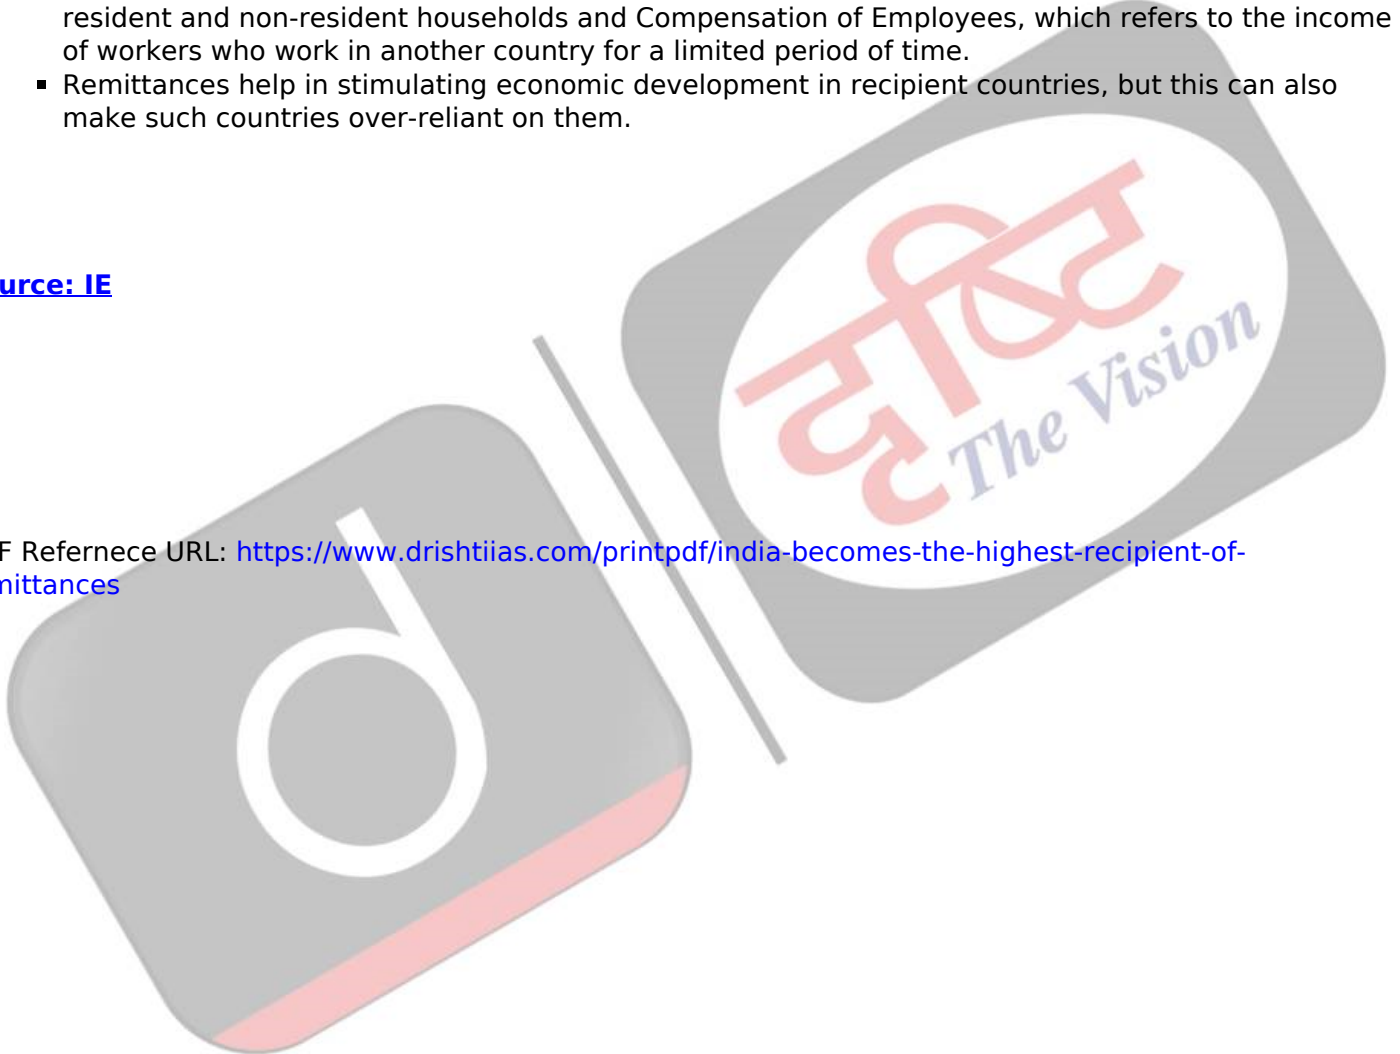 resident and non-resident households and Compensation of Employees, which refers to the income
of workers who work in another country for a limited period of time.
▪ Remittances help in stimulating economic development in recipient countries, but this can also
make such countries over-reliant on them.
दृष्टि
The Vision
urce: IE
d
F Refernece URL: https://www.drishtiias.com/printpdf/india-becomes-the-highest-recipient-of-
mittances